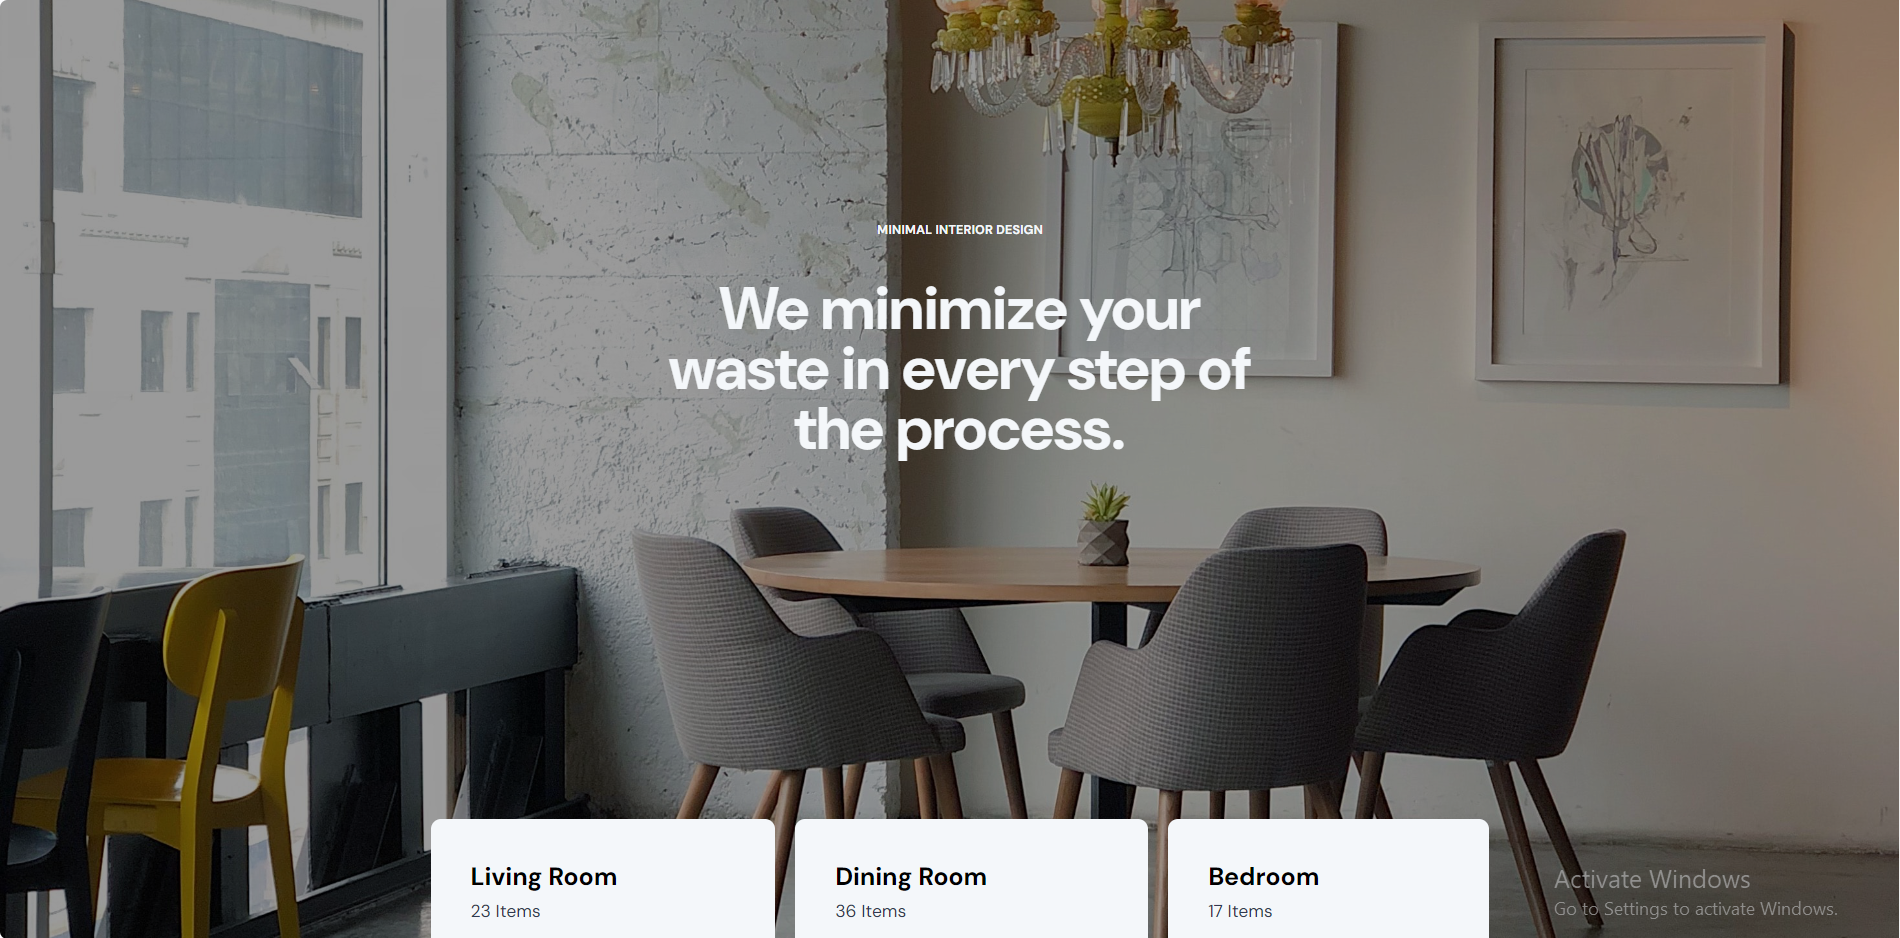 MINIMAL INTERIOR DESIGN
We minimize your
waste in every step of
the process.
Living Room
23 Items
Dining Room
36 Items
Bedroom
17 Items
Activate Windows
Go to Settings to activate Windows.